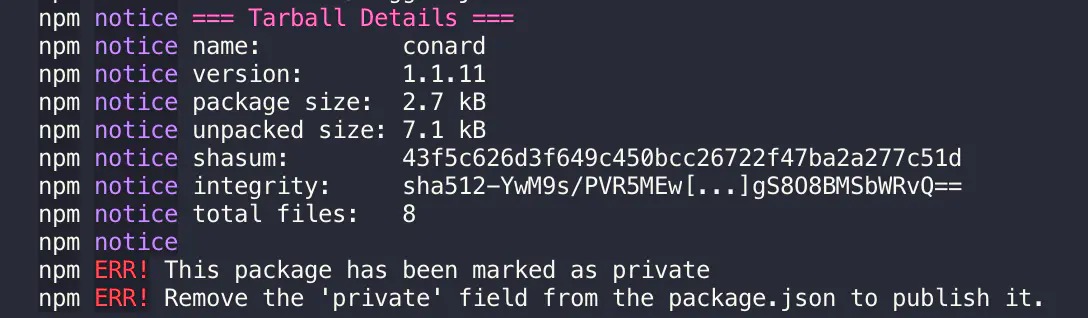 npm notice === Tarball Details ===
npm notice name:          conard
npm notice version:       1.1.11
npm notice package size:  2.7 kB
npm notice unpacked size: 7.1 kB
npm notice shasum:        43f5c626d3f649c450bcc26722f47ba2a277c51d
npm notice integrity:     sha512-YwM9s/PVR5MEw[...]gS8O8BMSbWRvQ==
npm notice total files:   8
npm notice
npm ERR! This package has been marked as private
npm ERR! Remove the 'private' field from the package.json to publish it.